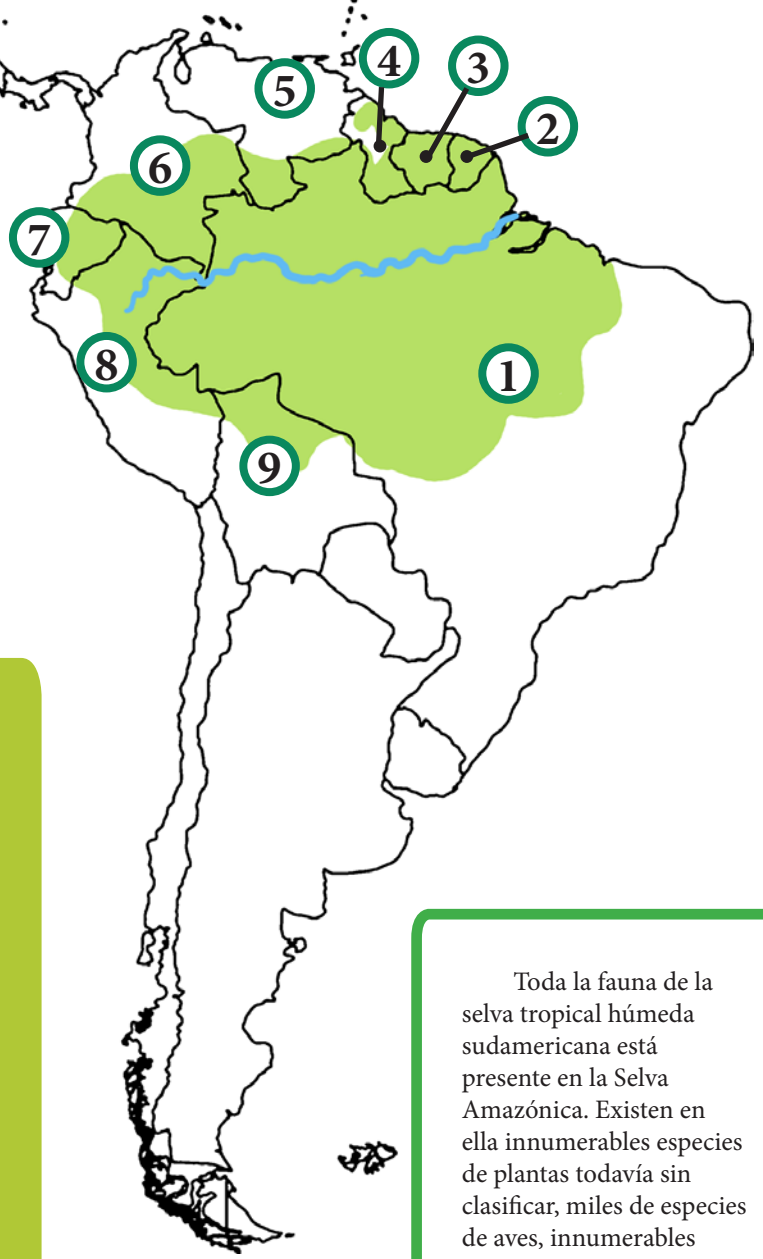 4
3
5
2
6
7
8
1
9
Toda la fauna de la
selva tropical húmeda
sudamericana está
presente en la Selva
Amazónica. Existen en
ella innumerables especies
de plantas todavía sin
clasificar, miles de especies
de aves, innumerables